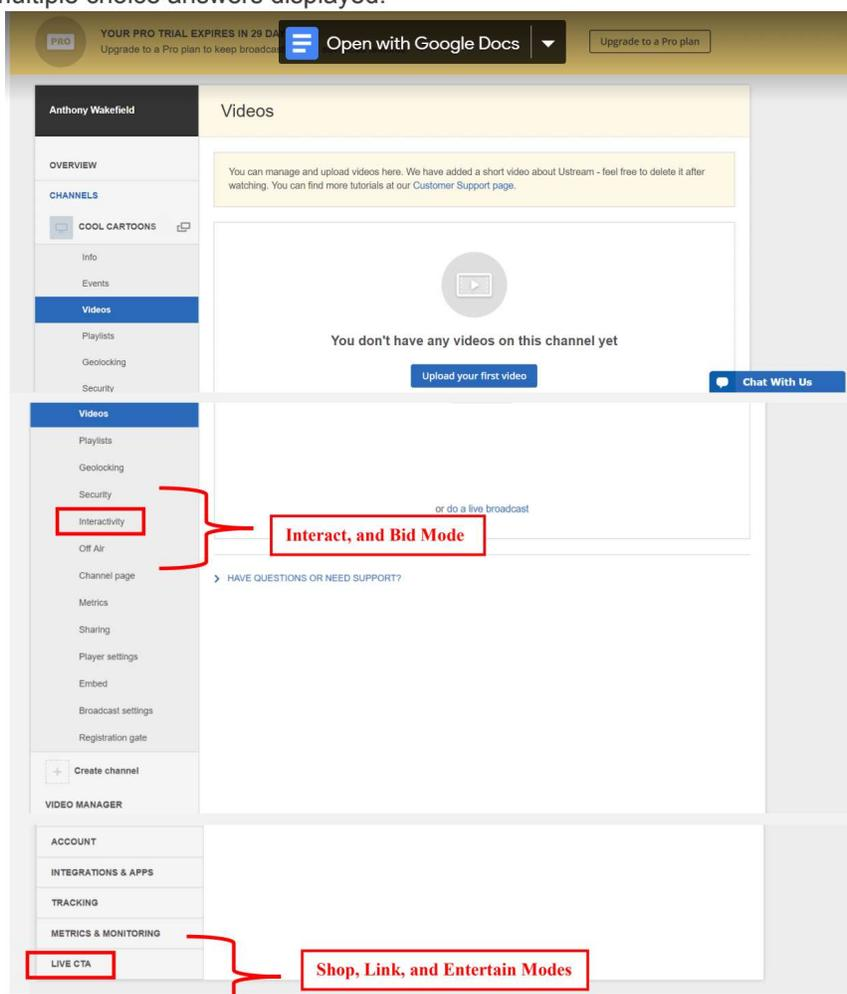 multiple choice answers displayed.
PRO
YOUR PRO TRIAL EXPIRES IN 29 DA
Upgrade to a Pro plan to keep broadcas
Open with Google Docs
Upgrade to a Pro plan
Anthony Wakefield
Videos
OVERVIEW
You can manage and upload videos here. We have added a short video about Ustream - feel free to delete it after
watching. You can find more tutorials at our Customer Support page.
CHANNELS
COOL CARTOONS
Info
Events
Videos
Playlists
You don't have any videos on this channel yet
Geolocking
Upload your first video
Security
Chat With Us
Videos
Playlists
Geolocking
Security
or do a live broadcast
Interactivity
Interact, and Bid Mode
Off Air
Channel page
HAVE QUESTIONS OR NEED SUPPORT?
Metrics
Sharing
Player settings
Embed
Broadcast settings
Registration gate
Create channel
VIDEO MANAGER
ACCOUNT
INTEGRATIONS & APPS
TRACKING
METRICS & MONITORING
LIVE CTA
Shop, Link, and Entertain Modes